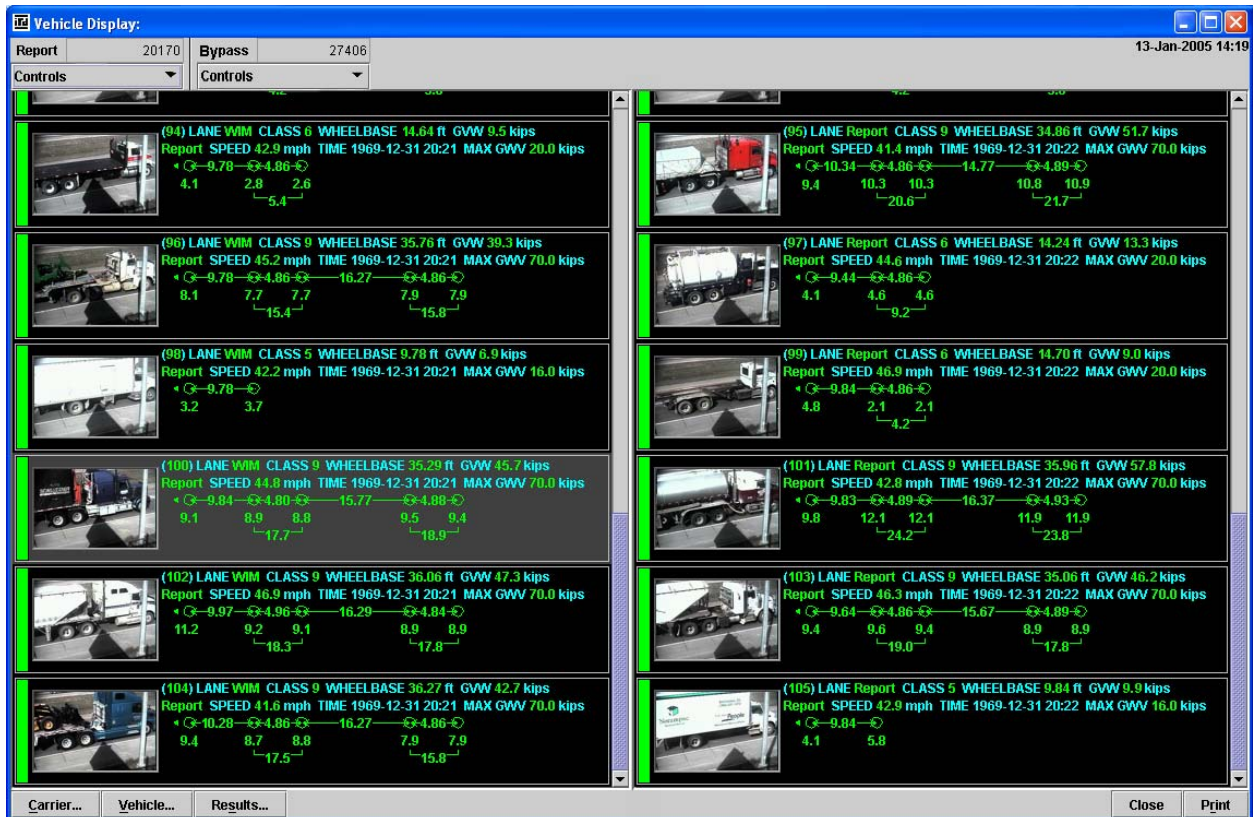 Vehicle Display:
Report 20170 Bypass 27406
13-Jan-2005 14:19
Controls Controls
(94) LANE WIM CLASS 6 WHEELBASE 14.64 ft GVW 9.5 kips
Report SPEED 42.9 mph TIME 1969-12-31 20:21 MAX GWV 20.0 kips
9.78 4.86
4.1 2.8 2.6
5.4
(95) LANE Report CLASS 9 WHEELBASE 34.86 ft GVW 51.7 kips
Report SPEED 41.4 mph TIME 1969-12-31 20:22 MAX GWV 70.0 kips
10.34 4.86 14.77 4.89
9.4 10.3 10.3 10.8 10.9
20.6 21.7
(96) LANE WIM CLASS 9 WHEELBASE 35.76 ft GVW 39.3 kips
Report SPEED 45.2 mph TIME 1969-12-31 20:21 MAX GWV 70.0 kips
9.78 4.86 16.27 4.86
8.1 7.7 7.7 7.9 7.9
15.4 15.8
(97) LANE Report CLASS 6 WHEELBASE 14.24 ft GVW 13.3 kips
Report SPEED 44.6 mph TIME 1969-12-31 20:22 MAX GWV 20.0 kips
9.44 4.86
4.1 4.6 4.6
9.2
(98) LANE WIM CLASS 5 WHEELBASE 9.78 ft GVW 6.9 kips
Report SPEED 42.2 mph TIME 1969-12-31 20:21 MAX GWV 16.0 kips
9.78
3.2 3.7
(99) LANE Report CLASS 6 WHEELBASE 14.70 ft GVW 9.0 kips
Report SPEED 46.9 mph TIME 1969-12-31 20:22 MAX GWV 20.0 kips
9.84 4.86
4.8 2.1 2.1
4.2
(100) LANE WIM CLASS 9 WHEELBASE 35.29 ft GVW 45.7 kips
Report SPEED 44.8 mph TIME 1969-12-31 20:21 MAX GWV 70.0 kips
9.84 4.80 15.77 4.88
9.1 8.9 8.8 9.5 9.4
17.7 18.9
(101) LANE Report CLASS 9 WHEELBASE 35.96 ft GVW 57.8 kips
Report SPEED 42.8 mph TIME 1969-12-31 20:22 MAX GWV 70.0 kips
9.83 4.89 16.37 4.93
9.8 12.1 12.1 11.9 11.9
24.2 23.8
(102) LANE WIM CLASS 9 WHEELBASE 36.06 ft GVW 47.3 kips
Report SPEED 46.9 mph TIME 1969-12-31 20:21 MAX GWV 70.0 kips
9.97 4.96 16.29 4.84
11.2 9.2 9.1 8.9 8.9
18.3 17.8
(103) LANE Report CLASS 9 WHEELBASE 35.06 ft GVW 46.2 kips
Report SPEED 46.3 mph TIME 1969-12-31 20:22 MAX GWV 70.0 kips
9.64 4.86 15.67 4.89
9.4 9.6 9.4 8.9 8.9
19.0 17.8
(104) LANE WIM CLASS 9 WHEELBASE 36.27 ft GVW 42.7 kips
Report SPEED 41.6 mph TIME 1969-12-31 20:21 MAX GWV 70.0 kips
10.28 4.86 16.27 4.86
9.4 8.7 8.8 7.9 7.9
17.5 15.8
(105) LANE Report CLASS 5 WHEELBASE 9.84 ft GVW 9.9 kips
Report SPEED 42.9 mph TIME 1969-12-31 20:22 MAX GWV 16.0 kips
9.84
4.1 5.8
People
Carrier... Vehicle... Results... Close Print